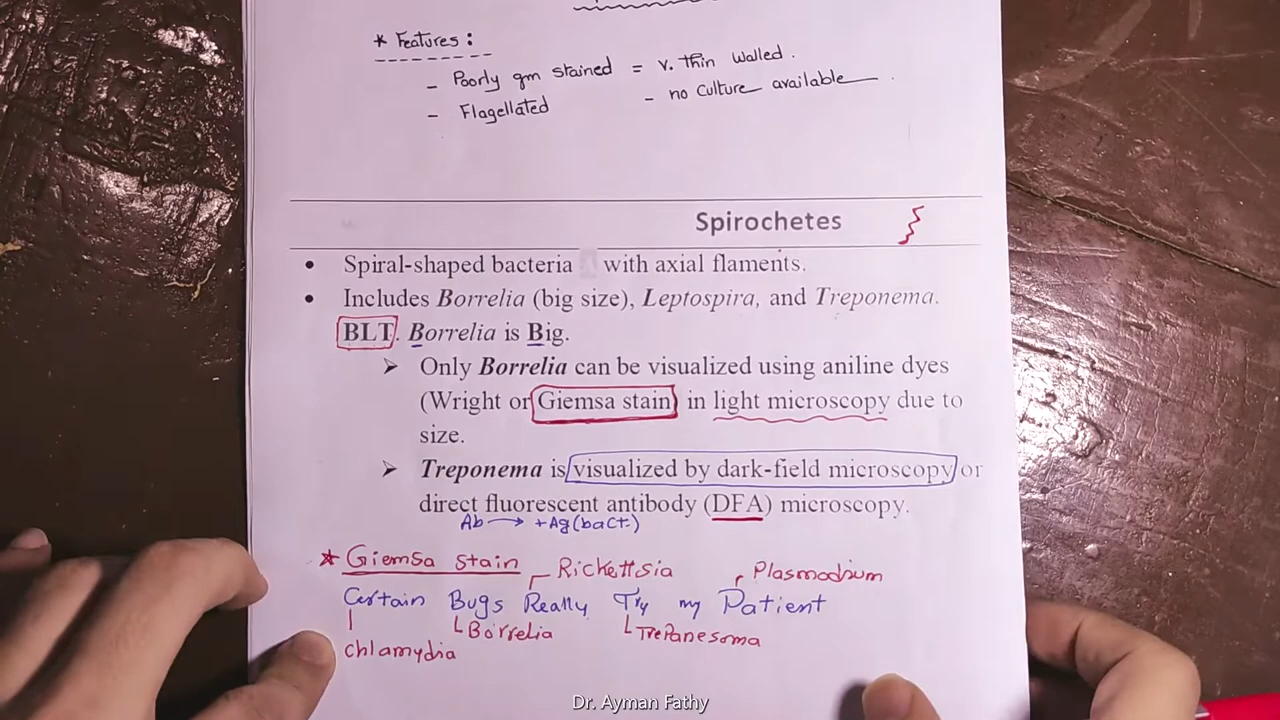 * Features :
- Poorly gm stained = v. thin walled .
- Flagellated - no culture available .
Spirochetes
• Spiral-shaped bacteria with axial flaments.
• Includes Borrelia (big size), Leptospira, and Treponema.
BLT. Borrelia is Big.
➢ Only Borrelia can be visualized using aniline dyes
(Wright or Giemsa stain) in light microscopy due to
size.
➢ Treponema is visualized by dark-field microscopy or
direct fluorescent antibody (DFA) microscopy.
Ab → + Ag (bact.)
* Giemsa stain Rickettsia Plasmodium
Certain Bugs Really Try my Patient
Borrelia Trepanesoma
chlamydia
Dr. Ayman Fathy